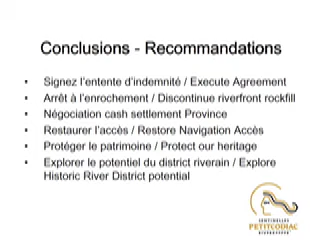 Conclusions - Recommandations
• Signez l'entente d'indemnité / Execute Agreement
• Arrêt à l'enrochement / Discontinue riverfront rockfill
• Négociation cash settlement Province
• Restaurer l'accès / Restore Navigation Accès
• Protéger le patrimoine / Protect our heritage
• Explorer le potentiel du district riverain / Explore
Historic River District potential
SENTINELLES
PETITCODIAC
RIVERKEEPER